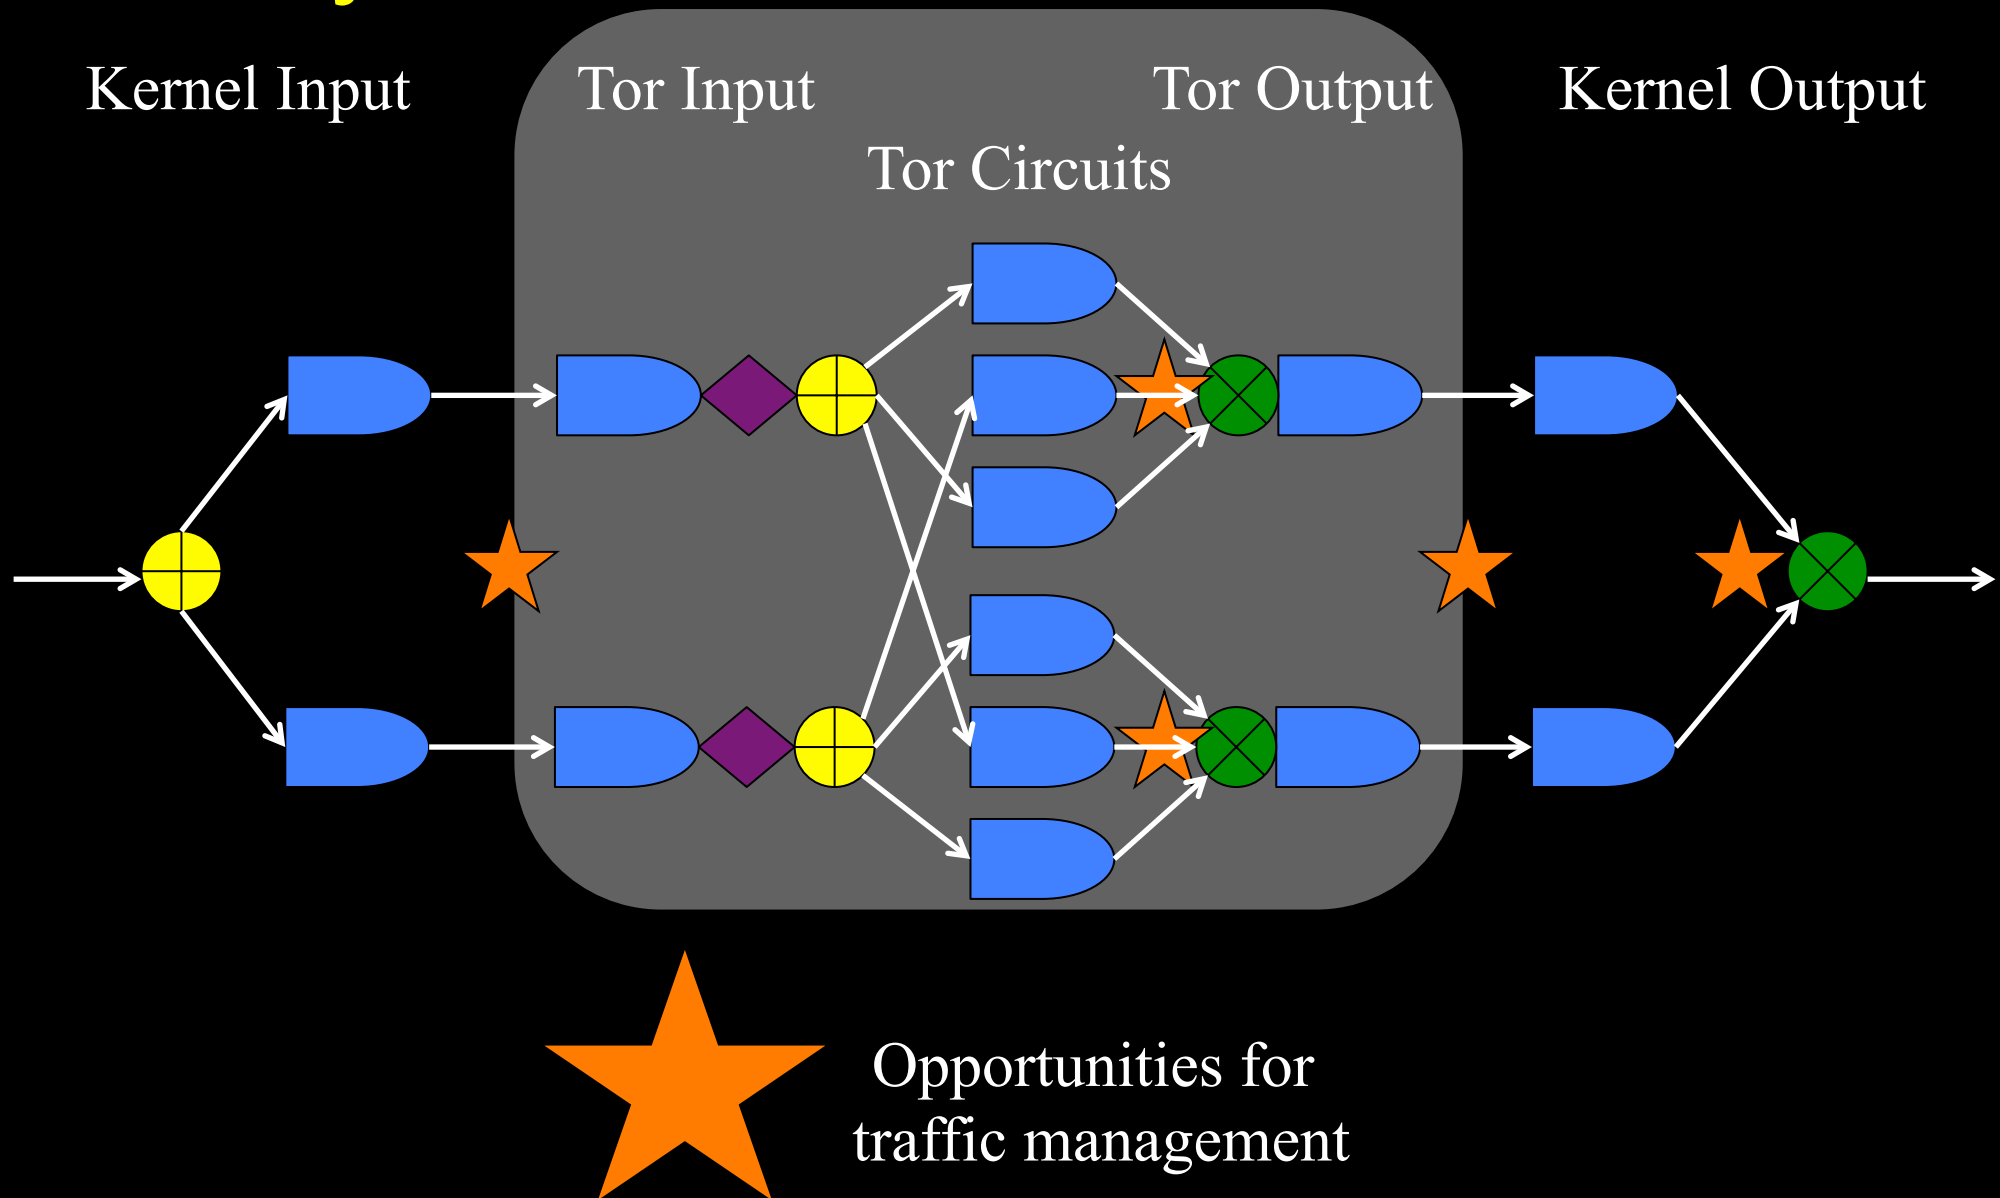 Kernel Input
Tor Input
Tor Output
Kernel Output
Tor Circuits
Opportunities for
traffic management